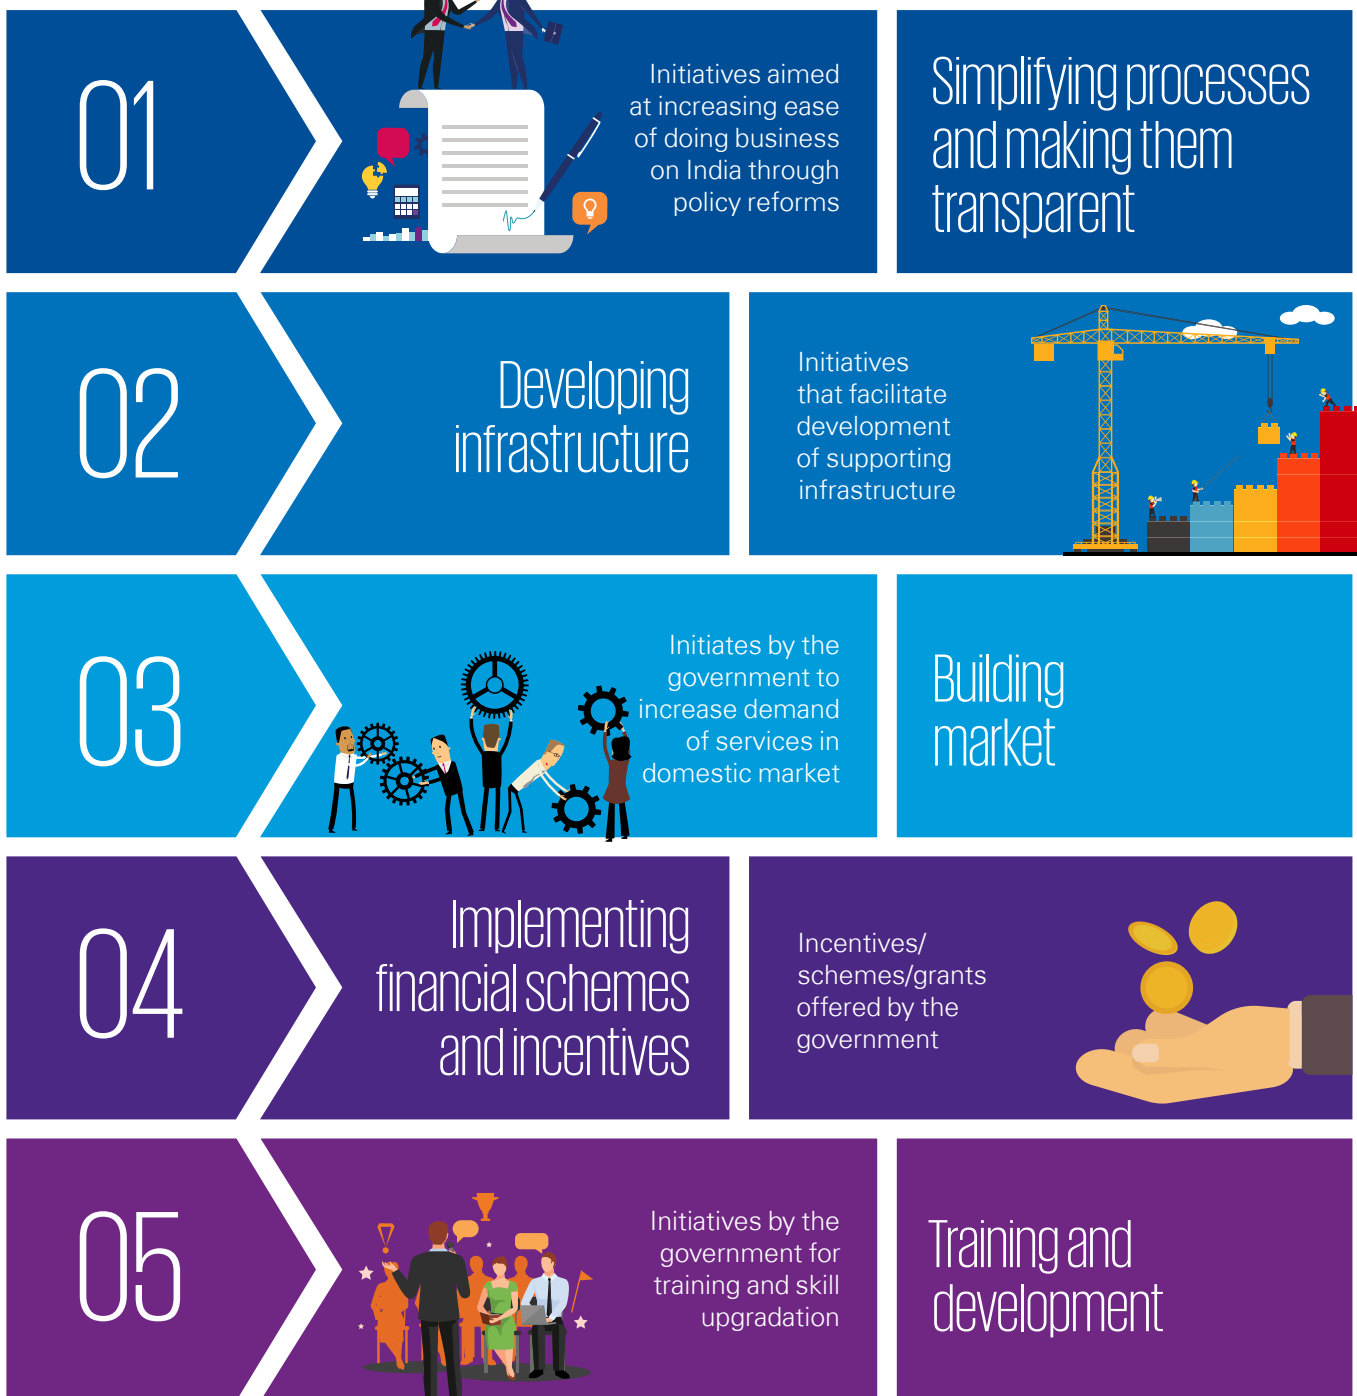 01
Initiatives aimed
at increasing ease
of doing business
on India through
policy reforms
Simplifying processes
and making them
transparent
02
Developing
infrastructure
Initiatives
that facilitate
development
of supporting
infrastructure
03
Initiates by the
government to
increase demand
of services in
domestic market
Building
market
04
Implementing
financial schemes
and incentives
Incentives/
schemes/grants
offered by the
government
05
Initiatives by the
government for
training and skill
upgradation
Training and
development